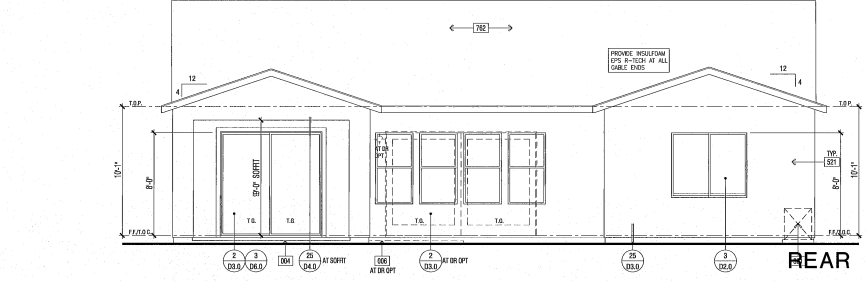 762
PROVIDE INSULFOAM
EPS R-TECH AT ALL
GABLE ENDS
12
4
12
4
T.O.P.
T.O.P.
10'-1"
8'-0"
9'-0" SOFFIT
AT DR
OPT
TYP.
521
8'-0"
10'-1"
T.G.
T.G.
T.G.
T.G.
F.F./T.O.C.
F.F./T.O.C.
2
D3.0
3
D6.0
004
25
D4.0
AT SOFFIT
006
AT DR OPT
2
D3.0
AT DR OPT
25
D3.0
3
D2.0
REAR